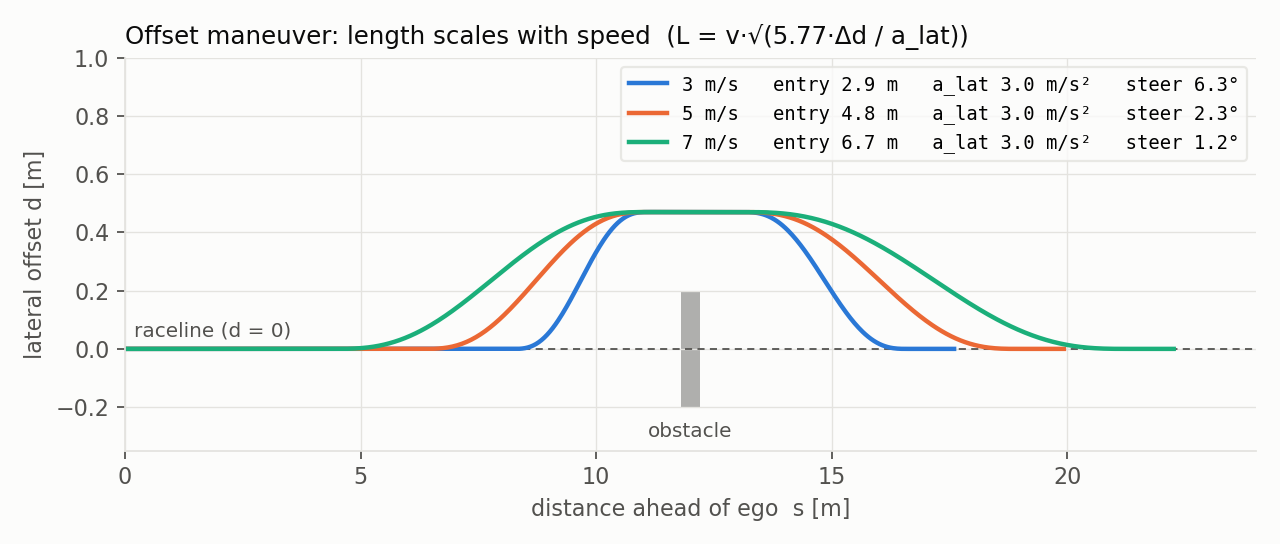 Offset maneuver: length scales with speed  (L = v·√(5.77·Δd / a_lat))
1.0
0.8
0.6
0.4
0.2
0.0
−0.2
lateral offset d [m]
3 m/s   entry 2.9 m   a_lat 3.0 m/s²   steer 6.3°
5 m/s   entry 4.8 m   a_lat 3.0 m/s²   steer 2.3°
7 m/s   entry 6.7 m   a_lat 3.0 m/s²   steer 1.2°
raceline (d = 0)
obstacle
0
5
10
15
20
distance ahead of ego  s [m]